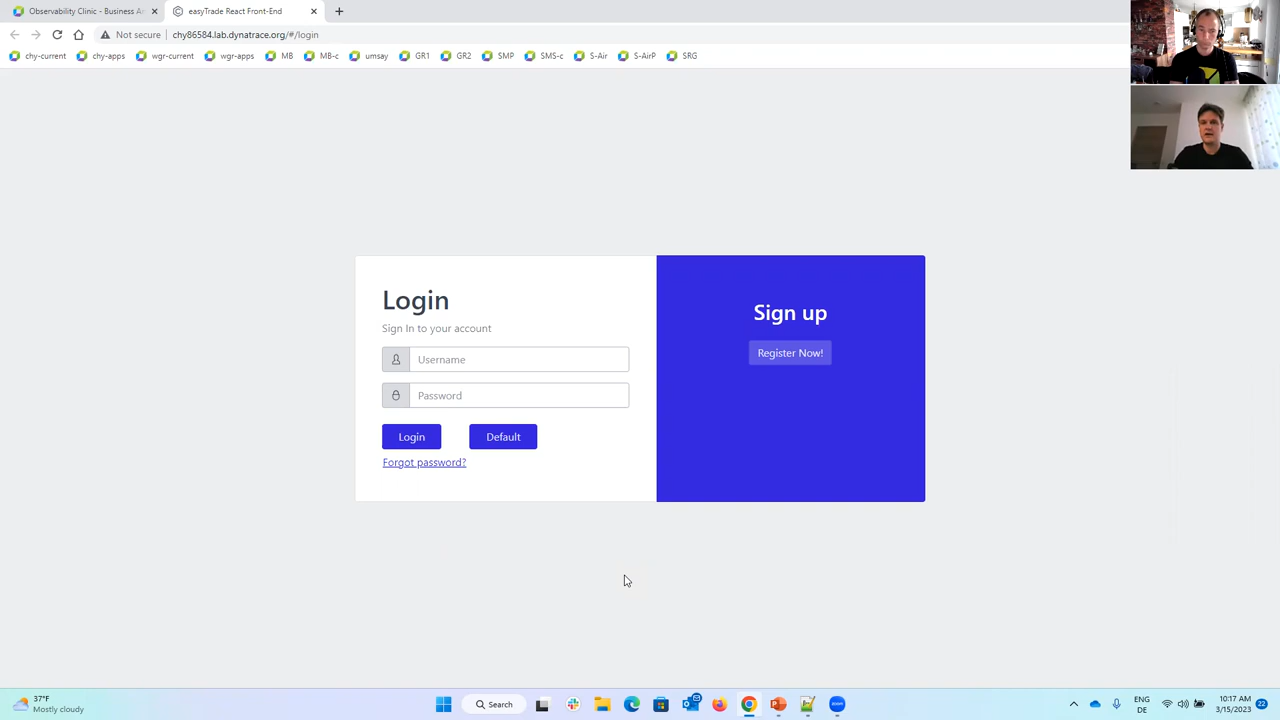 Observability Clinic - Business A
easyTrade React Front-End
Not secure
chy86584.lab.dynatrace.org/#/login
chy-current
chy-apps
wgr-current
wgr-apps
MB
MB-c
umsay
GR1
GR2
SMP
SMP-c
S-Air
S-AirP
SRG
Login
Sign In to your account
Username
Password
Login
Default
Forgot password?
Sign up
Register Now!
37°F
Mostly cloudy
Search
ENG
DE
10:17 AM
3/15/2023
22